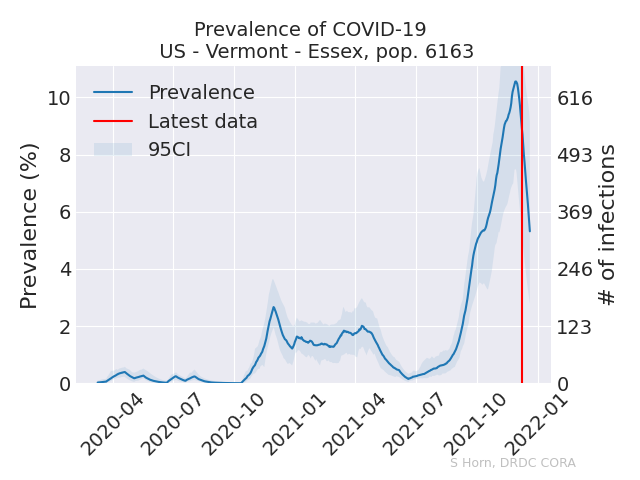 Prevalence of COVID-19
US - Vermont - Essex, pop. 6163
Prevalence
Latest data
95CI
Prevalence (%)
10
8
6
4
2
0
616
493
369
246
123
0
# of infections
2020-04
2020-07
2020-10
2021-01
2021-04
2021-07
2021-10
2022-01
S Horn, DRDC CORA